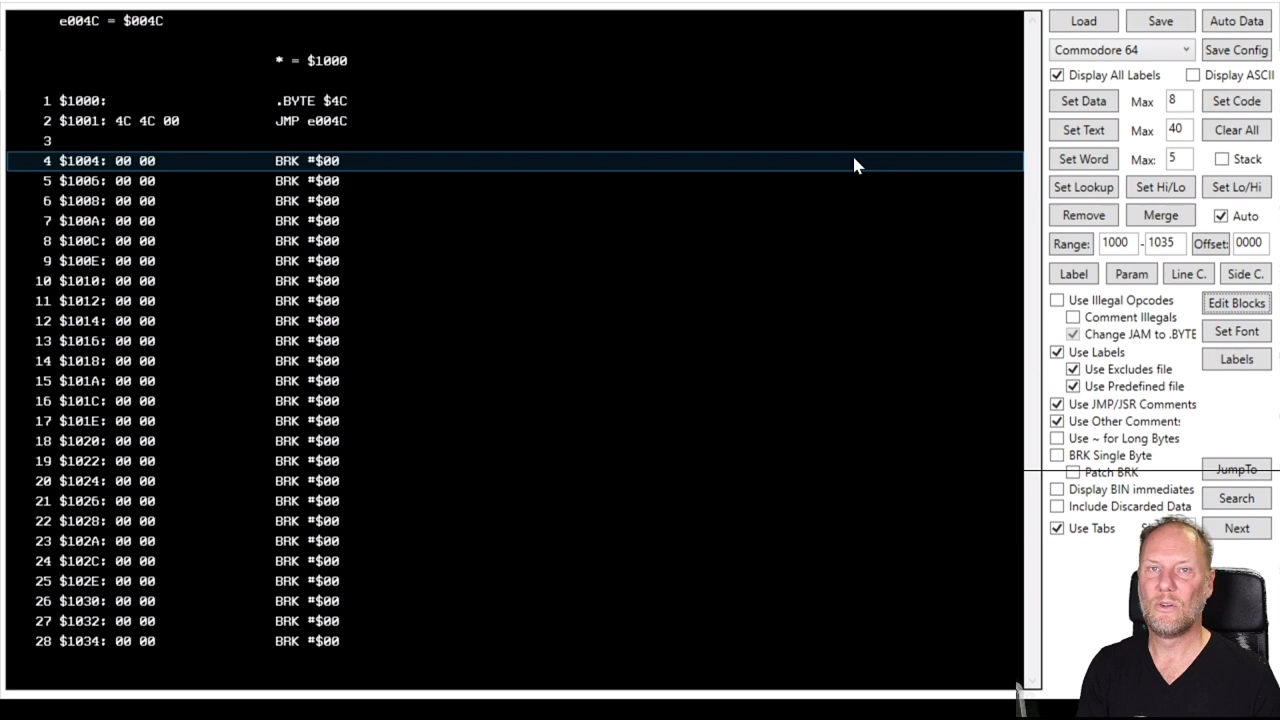 e004C = $004C
* = $1000
1 $1000: .BYTE $4C
2 $1001: 4C 4C 00 JMP e004C
3
4 $1004: 00 00 BRK #$00
5 $1006: 00 00 BRK #$00
6 $1008: 00 00 BRK #$00
7 $100A: 00 00 BRK #$00
8 $100C: 00 00 BRK #$00
9 $100E: 00 00 BRK #$00
10 $1010: 00 00 BRK #$00
11 $1012: 00 00 BRK #$00
12 $1014: 00 00 BRK #$00
13 $1016: 00 00 BRK #$00
14 $1018: 00 00 BRK #$00
15 $101A: 00 00 BRK #$00
16 $101C: 00 00 BRK #$00
17 $101E: 00 00 BRK #$00
18 $1020: 00 00 BRK #$00
19 $1022: 00 00 BRK #$00
20 $1024: 00 00 BRK #$00
21 $1026: 00 00 BRK #$00
22 $1028: 00 00 BRK #$00
23 $102A: 00 00 BRK #$00
24 $102C: 00 00 BRK #$00
25 $102E: 00 00 BRK #$00
26 $1030: 00 00 BRK #$00
27 $1032: 00 00 BRK #$00
28 $1034: 00 00 BRK #$00
Load Save Auto Data
Commodore 64 Save Config
Display All Labels Display ASCII
Set Data Max 8 Set Code
Set Text Max 40 Clear All
Set Word Max: 5 Stack
Set Lookup Set Hi/Lo Set Lo/Hi
Remove Merge Auto
Range: 1000 - 1035 Offset: 0000
Label Param Line C. Side C.
Use Illegal Opcodes Edit Blocks
Comment Illegals
Change JAM to .BYTE Set Font
Use Labels Labels
Use Excludes file
Use Predefined file
Use JMP/JSR Comments
Use Other Comments
Use ~ for Long Bytes
BRK Single Byte
Patch BRK JumpTo
Display BIN immediates
Include Discarded Data Search
Use Tabs Next